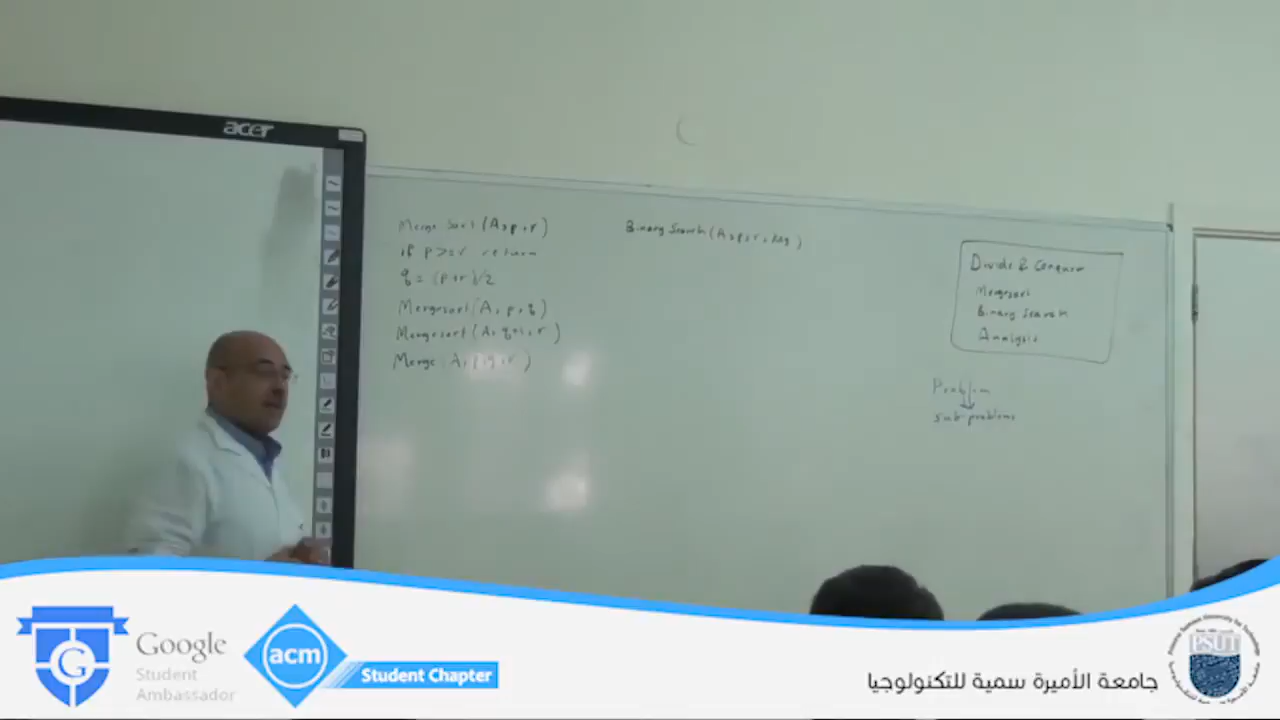 acer
Merge Sort (A, p, r)
if p >= r return
q = (p+r)/2
Mergesort (A, p, q)
Mergesort (A, q+1, r)
Merge (A, p, q, r)
Binary Search (A, p, r, key)
Divide & Conquer
Mergesort
Binary Search
Analysis
Problem
sub-problems
G
Google
Student
Ambassador
acm
Student Chapter
جامعة الأميرة سمية للتكنولوجيا
PSUT